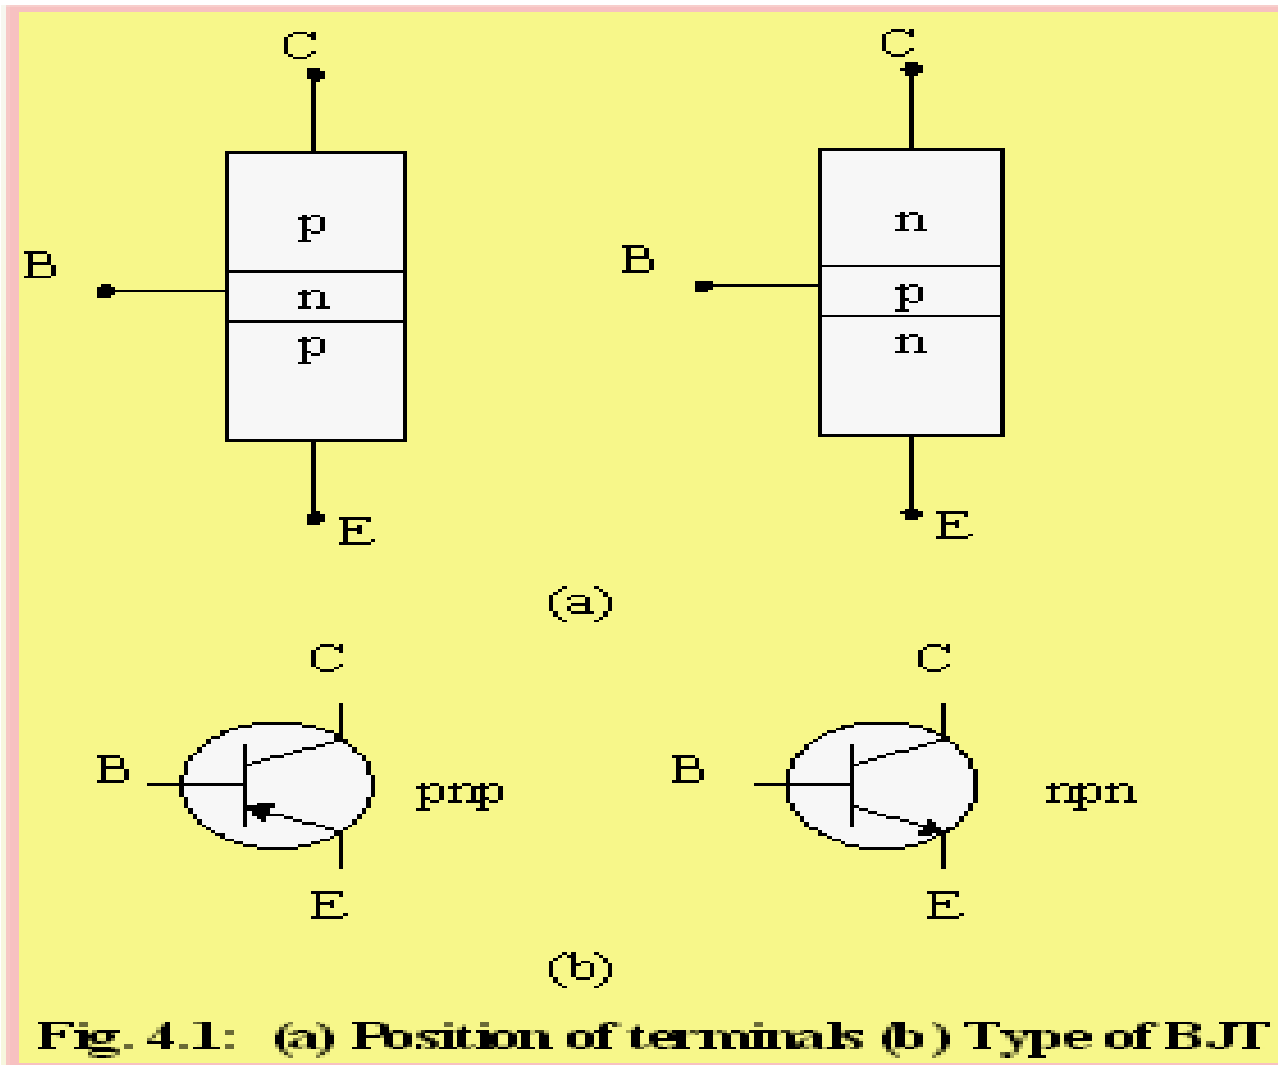 C C
p n
B B
n p
p n
E E
(a)
C C
B pnp B npn
E E
(b)
Fig. 4.1: (a) Position of terminals (b) Type of BJT